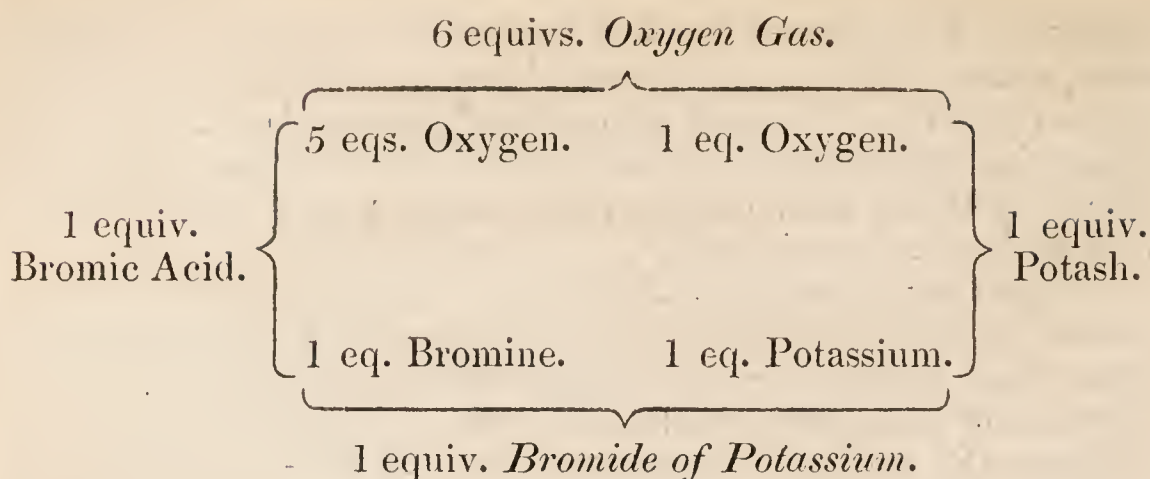 6 equivs. Oxygen Gas.
5 eqs. Oxygen. 1 eq. Oxygen.
1 equiv.
Bromic Acid.
1 equiv.
Potash.
1 eq. Bromine. 1 eq. Potassium.
1 equiv. Bromide of Potassium.